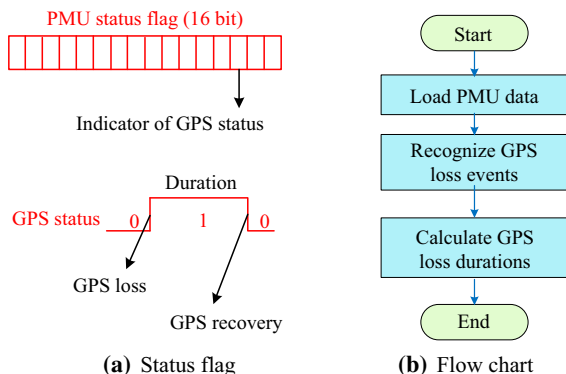 PMU status flag (16 bit)
Indicator of GPS status
Duration
GPS status 0 1 0
GPS loss
GPS recovery
(a) Status flag
Start
Load PMU data
Recognize GPS
loss events
Calculate GPS
loss durations
End
(b) Flow chart